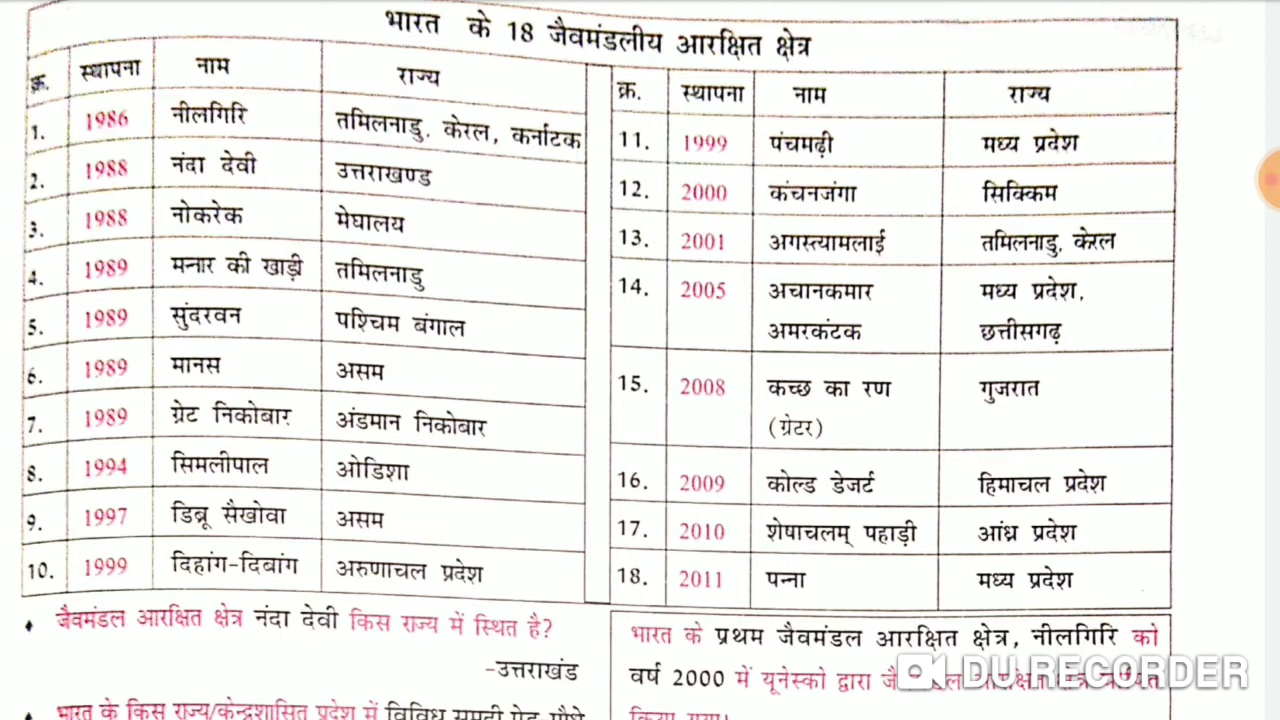 भारत के 18 जैवमंडलीय आरक्षित क्षेत्र
क्र. स्थापना नाम राज्य
1. 1986 नीलगिरि तमिलनाडु, केरल, कर्नाटक
2. 1988 नंदा देवी उत्तराखण्ड
3. 1988 नोकरेक मेघालय
4. 1989 मन्नार की खाड़ी तमिलनाडु
5. 1989 सुंदरवन पश्चिम बंगाल
6. 1989 मानस असम
7. 1989 ग्रेट निकोबार अंडमान निकोबार
8. 1994 सिमलीपाल ओडिशा
9. 1997 डिब्रू सैखोवा असम
10. 1999 दिहांग-दिबांग अरुणाचल प्रदेश
क्र. स्थापना नाम राज्य
11. 1999 पंचमढ़ी मध्य प्रदेश
12. 2000 कंचनजंगा सिक्किम
13. 2001 अगस्त्यामलाई तमिलनाडु, केरल
14. 2005 अचानकमार मध्य प्रदेश,
अमरकंटक छत्तीसगढ़
15. 2008 कच्छ का रण गुजरात
(ग्रेटर)
16. 2009 कोल्ड डेजर्ट हिमाचल प्रदेश
17. 2010 शेषाचलम् पहाड़ी आंध्र प्रदेश
18. 2011 पन्ना मध्य प्रदेश
♦ जैवमंडल आरक्षित क्षेत्र नंदा देवी किस राज्य में स्थित है?
-उत्तराखंड
♦ भारत के किस राज्य/केन्द्रशासित प्रदेश में विविध
भारत के प्रथम जैवमंडल आरक्षित क्षेत्र, नीलगिरि को
वर्ष 2000 में यूनेस्को द्वारा
किया गया।
DU RECORDER